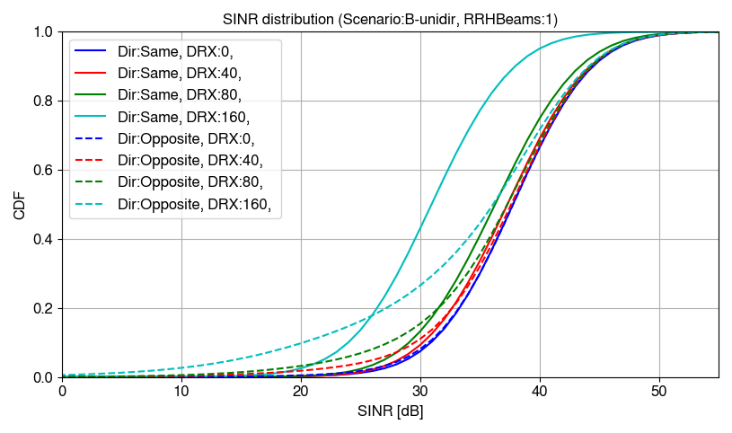 SINR distribution (Scenario:B-unidir, RRHBeams:1)
1.0
0.8
0.6
0.4
0.2
0.0
CDF
Dir:Same, DRX:0,
Dir:Same, DRX:40,
Dir:Same, DRX:80,
Dir:Same, DRX:160,
Dir:Opposite, DRX:0,
Dir:Opposite, DRX:40,
Dir:Opposite, DRX:80,
Dir:Opposite, DRX:160,
0 10 20 30 40 50
SINR [dB]